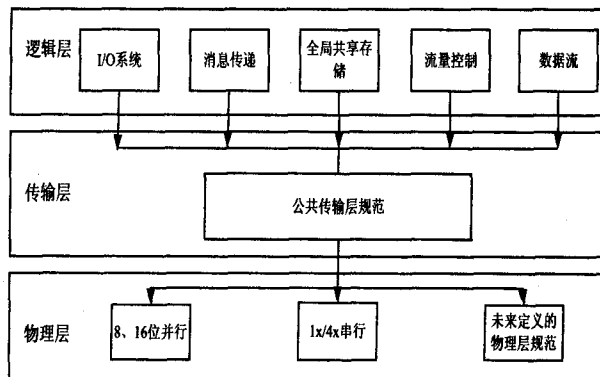 逻辑层
I/O系统
消息传递
全局共享存
储
流量控制
数据流
传输层
公共传输层规范
物理层
8、16位并行
1x/4x串行
未来定义的
物理层规范